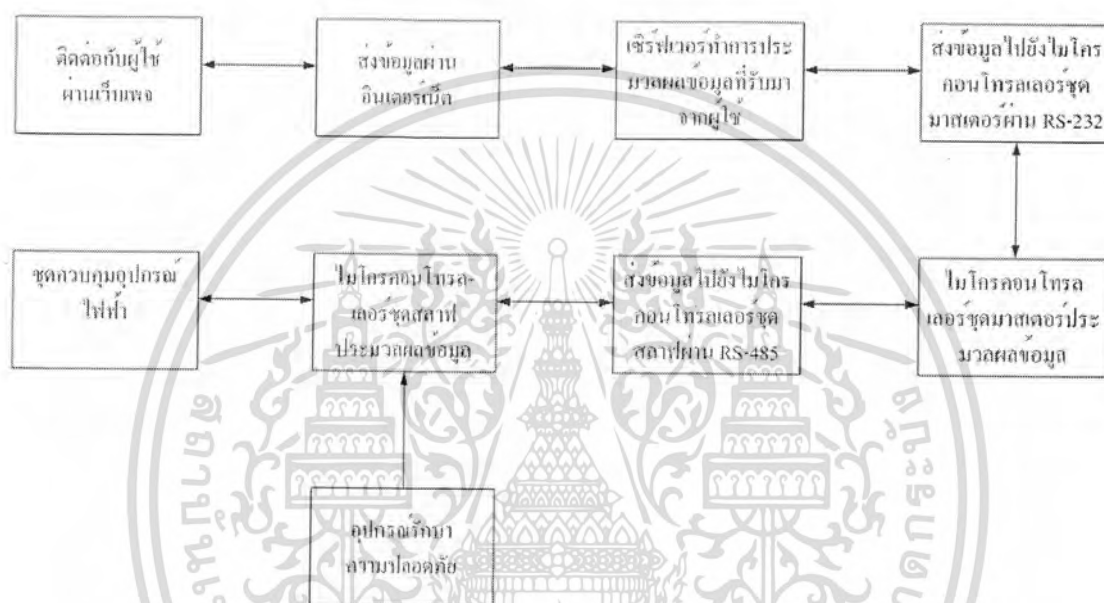 ติดต่อกับผู้ใช้
ผ่านเว็บเพจ
ส่งข้อมูลผ่าน
อินเตอร์เน็ต
เซิร์ฟเวอร์ทำการประ
มวลผลข้อมูลที่รับมา
จากผู้ใช้
ส่งข้อมูลไปยังไมโคร
คอนโทรลเลอร์ชุด
มาสเตอร์ผ่าน RS-232
ชุดควบคุมอุปกรณ์
ไฟฟ้า
ไมโครคอนโทรล-
เลอร์ชุดสลาฟ
ประมวลผลข้อมูล
ส่งข้อมูลไปยังไมโคร
คอนโทรลเลอร์ชุด
สลาฟผ่าน RS-485
ไมโครคอนโทรล
เลอร์ชุดมาสเตอร์ประ
มวลผลข้อมูล
อุปกรณ์รักษา
ความปลอดภัย